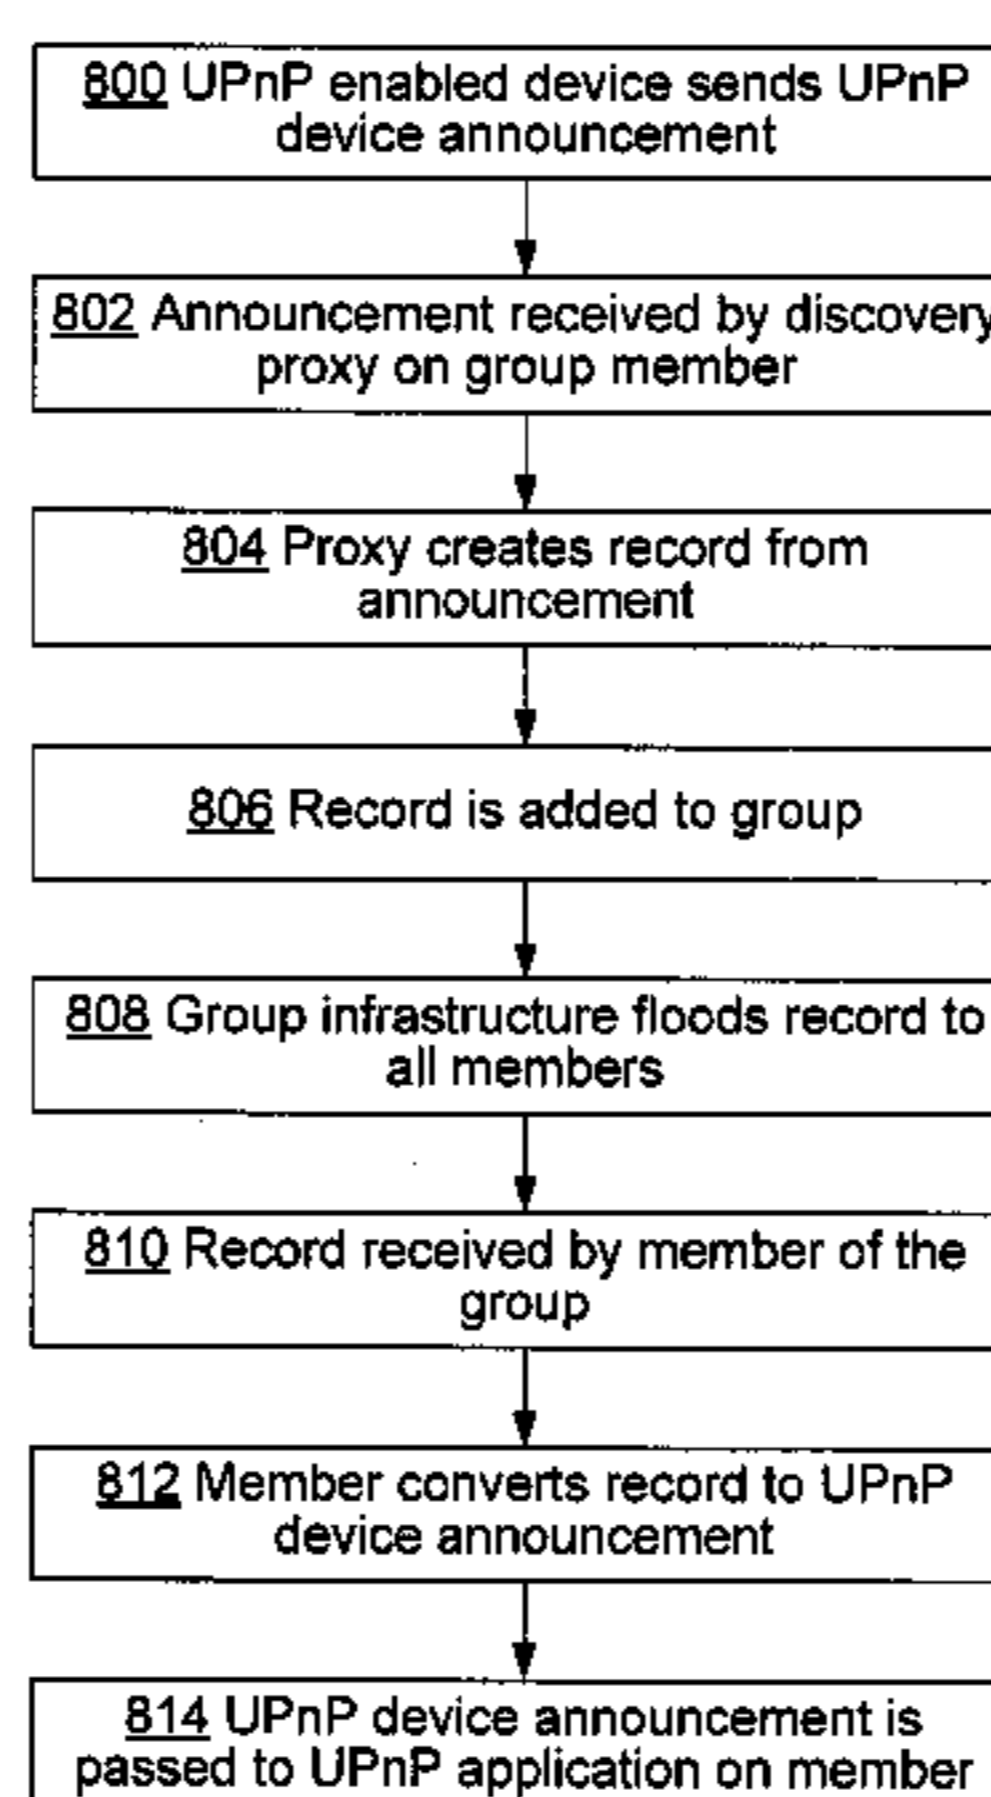 800 UPnP enabled device sends UPnP
device announcement
802 Announcement received by discovery
proxy on group member
804 Proxy creates record from
announcement
806 Record is added to group
808 Group infrastructure floods record to
all members
810 Record received by member of the
group
812 Member converts record to UPnP
device announcement
814 UPnP device announcement is
passed to UPnP application on member